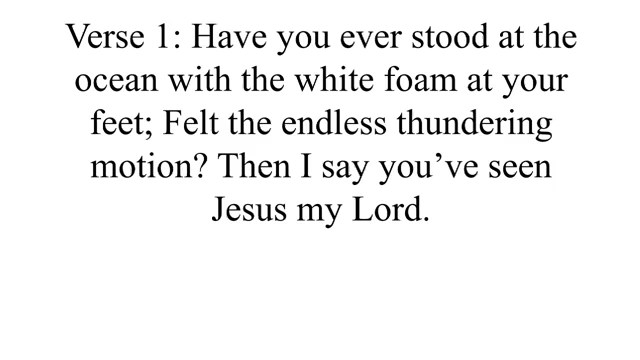 Verse 1: Have you ever stood at the
ocean with the white foam at your
feet; Felt the endless thundering
motion? Then I say you’ve seen
Jesus my Lord.